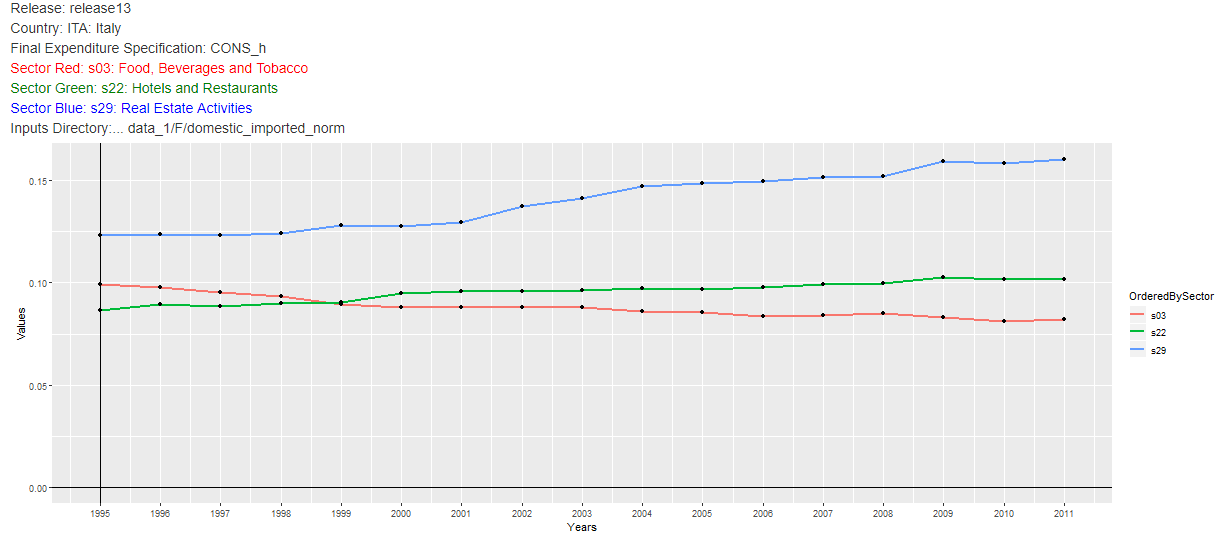 Release: release13
Country: ITA: Italy
Final Expenditure Specification: CONS_h
Sector Red: s03: Food, Beverages and Tobacco
Sector Green: s22: Hotels and Restaurants
Sector Blue: s29: Real Estate Activities
Inputs Directory:... data_1/F/domestic_imported_norm
0.15
0.10
0.05
0.00
Values
1995 1996 1997 1998 1999 2000 2001 2002 2003 2004 2005 2006 2007 2008 2009 2010 2011
Years
OrderedBySector
s03
s22
s29